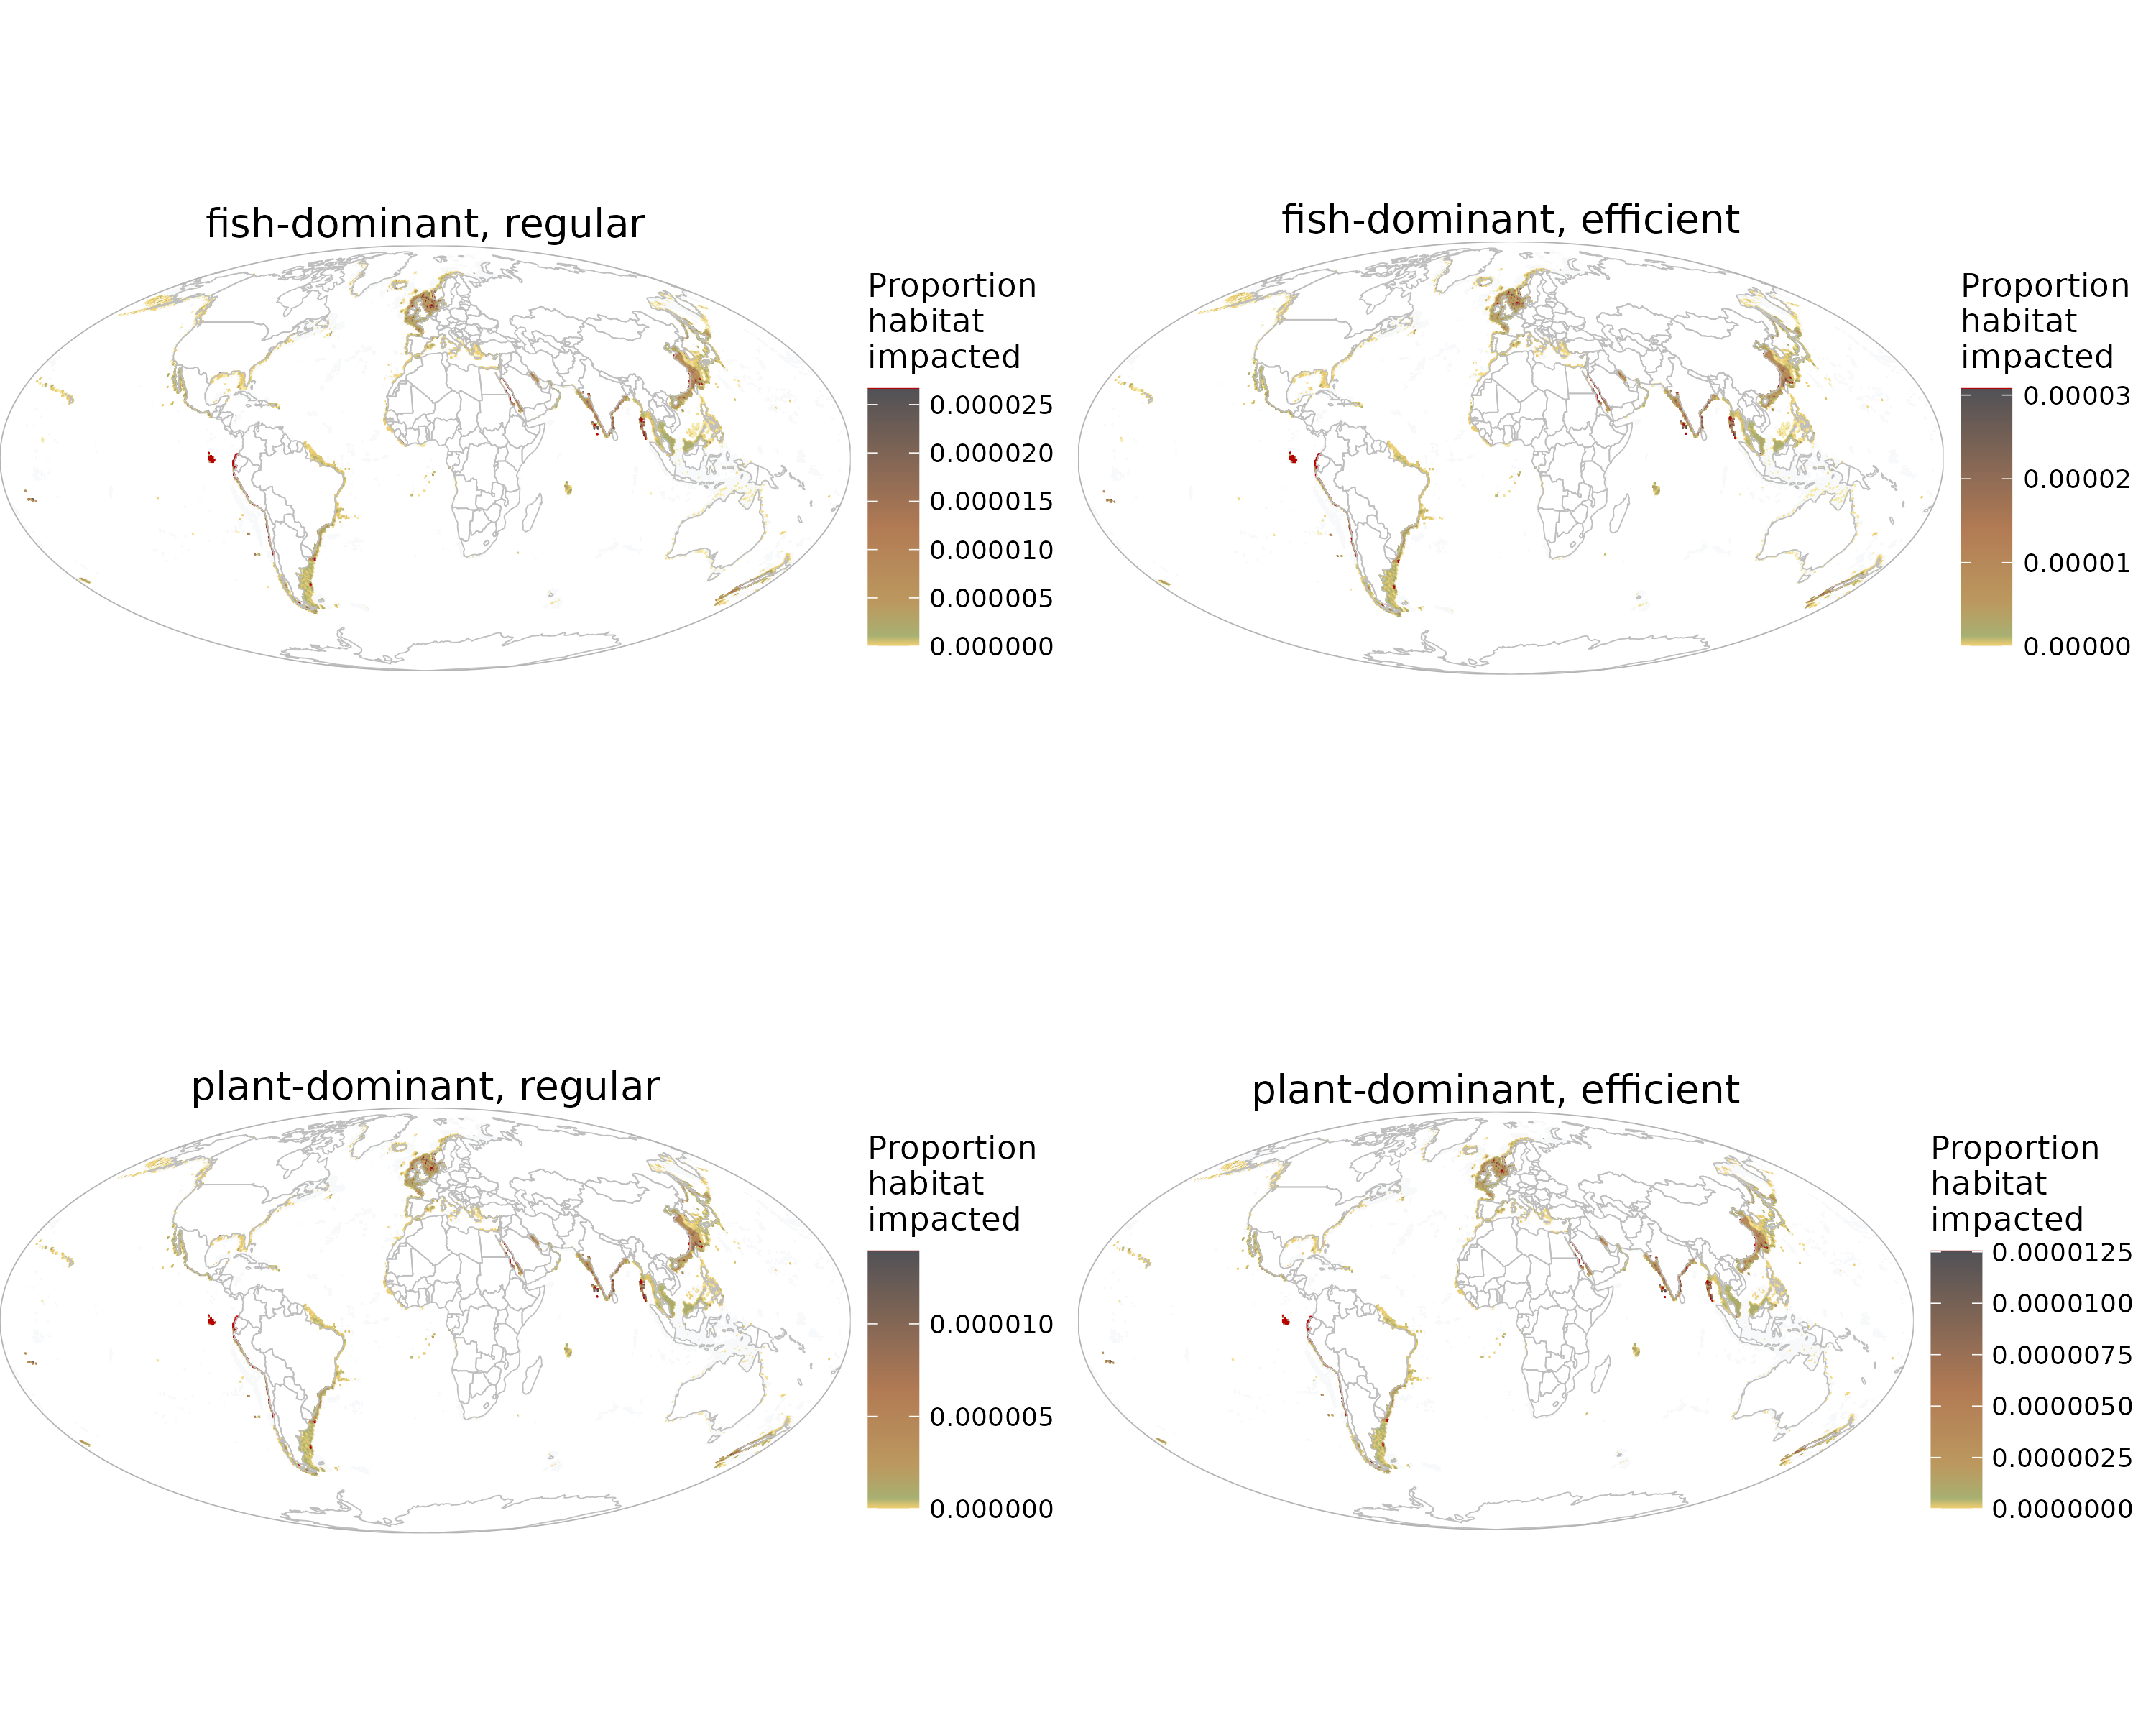 fish-dominant, regular
Proportion
habitat
impacted
0.000025
0.000020
0.000015
0.000010
0.000005
0.000000
fish-dominant, efficient
Proportion
habitat
impacted
0.00003
0.00002
0.00001
0.00000
plant-dominant, regular
Proportion
habitat
impacted
0.000010
0.000005
0.000000
plant-dominant, efficient
Proportion
habitat
impacted
0.0000125
0.0000100
0.0000075
0.0000050
0.0000025
0.0000000